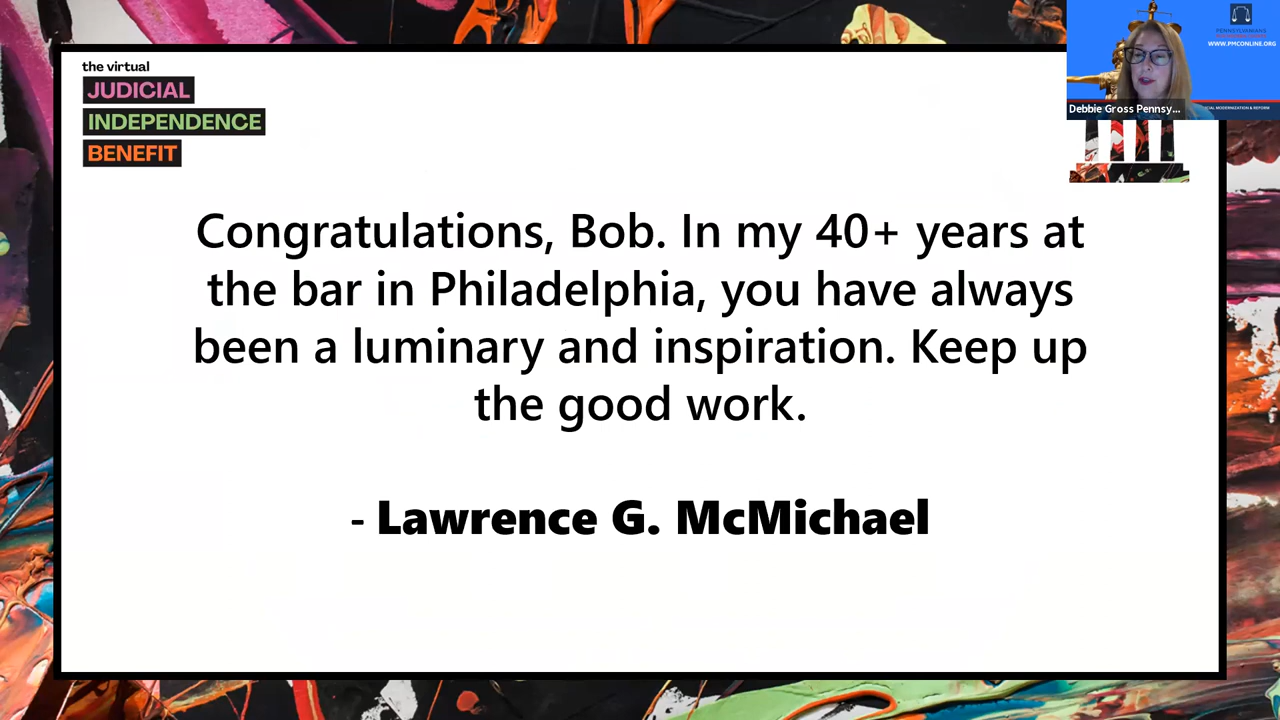 the virtual
JUDICIAL
INDEPENDENCE
BENEFIT
PENNSYLVANIANS
WWW.PMCONLINE.ORG
Debbie Gross Pennsy...
Congratulations, Bob. In my 40+ years at
the bar in Philadelphia, you have always
been a luminary and inspiration. Keep up
the good work.
- Lawrence G. McMichael